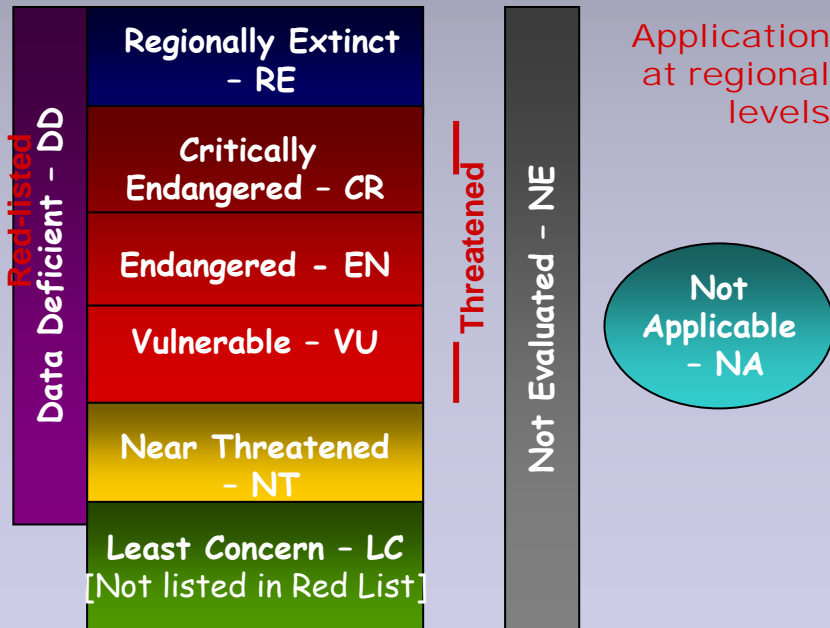 Application
at regional
levels
Red-listed
Data Deficient – DD
Regionally Extinct
– RE
Critically
Endangered – CR
Endangered - EN
Vulnerable – VU
Near Threatened
– NT
Least Concern – LC
[Not listed in Red List]
Threatened
Not Evaluated – NE
Not
Applicable
– NA